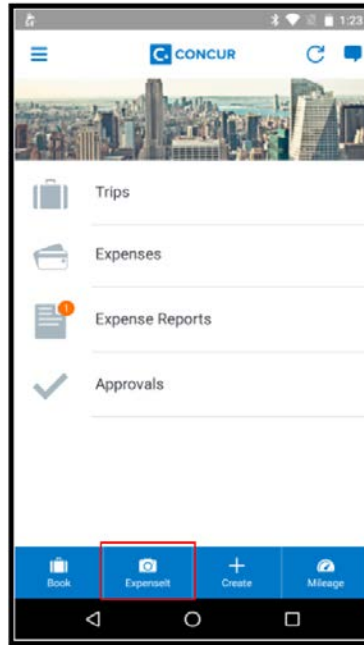 1:23
C. CONCUR
Trips
Expenses
1
Expense Reports
Approvals
Book
ExpenseIt
Create
Mileage